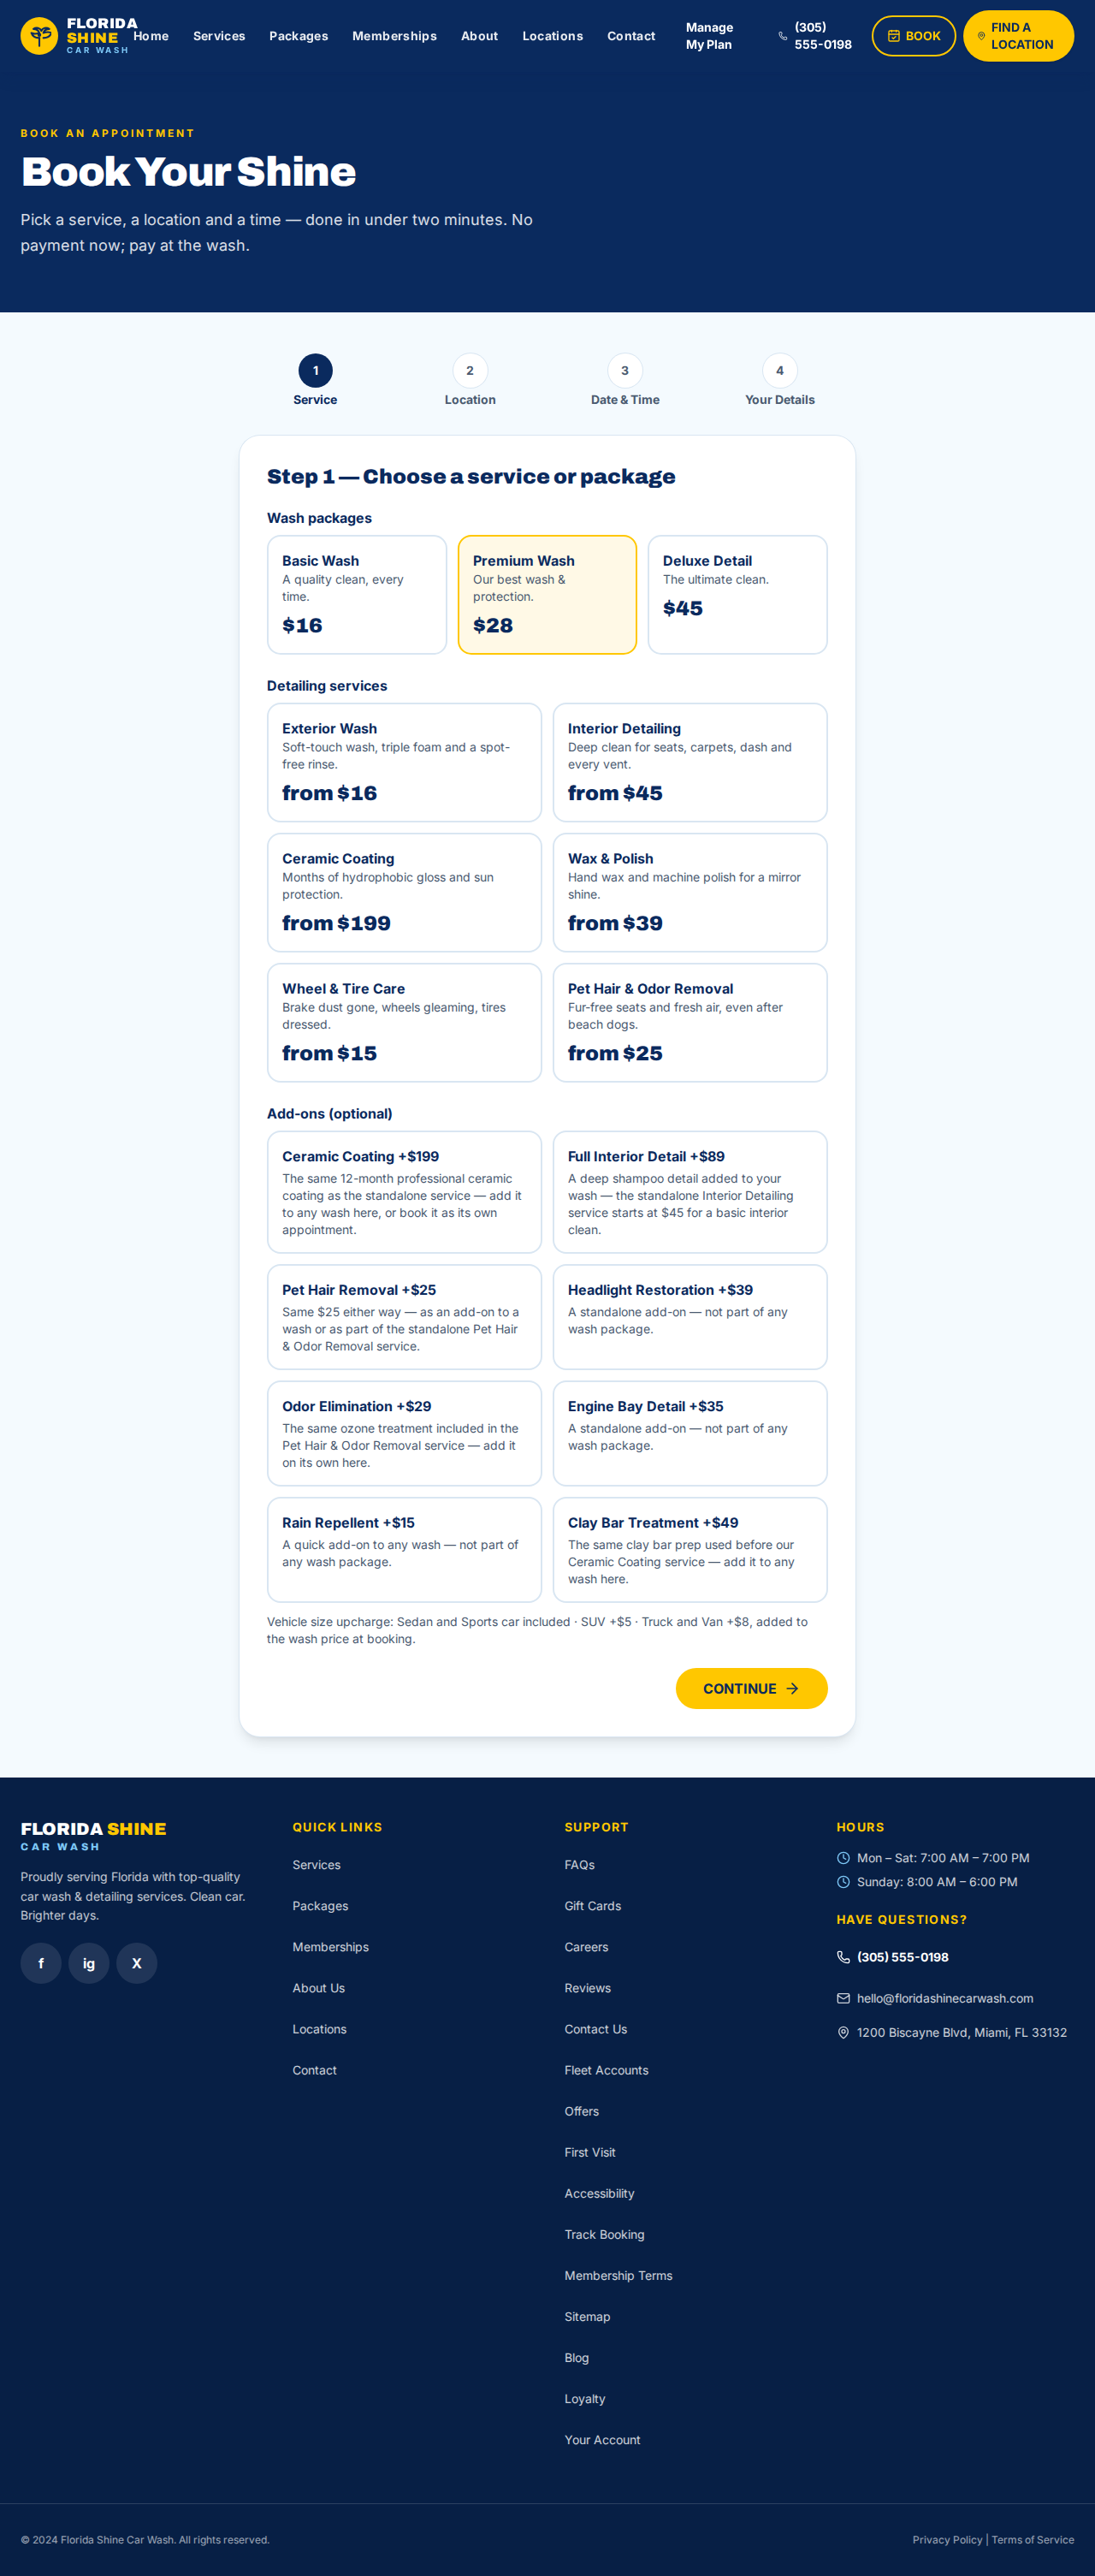 FLORIDA
SHINE
CAR WASH
Home
Services
Packages
Memberships
About
Locations
Contact
Manage
My Plan
(305)
555-0198
BOOK
FIND A
LOCATION
BOOK AN APPOINTMENT
Book Your Shine
Pick a service, a location and a time — done in under two minutes. No
payment now; pay at the wash.
1
Service
2
Location
3
Date & Time
4
Your Details
Step 1 — Choose a service or package
Wash packages
Basic Wash
A quality clean, every
time.
$16
Premium Wash
Our best wash &
protection.
$28
Deluxe Detail
The ultimate clean.
$45
Detailing services
Exterior Wash
Soft-touch wash, triple foam and a spot-
free rinse.
from $16
Interior Detailing
Deep clean for seats, carpets, dash and
every vent.
from $45
Ceramic Coating
Months of hydrophobic gloss and sun
protection.
from $199
Wax & Polish
Hand wax and machine polish for a mirror
shine.
from $39
Wheel & Tire Care
Brake dust gone, wheels gleaming, tires
dressed.
from $15
Pet Hair & Odor Removal
Fur-free seats and fresh air, even after
beach dogs.
from $25
Add-ons (optional)
Ceramic Coating +$199
The same 12-month professional ceramic
coating as the standalone service — add it
to any wash here, or book it as its own
appointment.
Full Interior Detail +$89
A deep shampoo detail added to your
wash — the standalone Interior Detailing
service starts at $45 for a basic interior
clean.
Pet Hair Removal +$25
Same $25 either way — as an add-on to a
wash or as part of the standalone Pet Hair
& Odor Removal service.
Headlight Restoration +$39
A standalone add-on — not part of any
wash package.
Odor Elimination +$29
The same ozone treatment included in the
Pet Hair & Odor Removal service — add it
on its own here.
Engine Bay Detail +$35
A standalone add-on — not part of any
wash package.
Rain Repellent +$15
A quick add-on to any wash — not part of
any wash package.
Clay Bar Treatment +$49
The same clay bar prep used before our
Ceramic Coating service — add it to any
wash here.
Vehicle size upcharge: Sedan and Sports car included · SUV +$5 · Truck and Van +$8, added to
the wash price at booking.
CONTINUE
FLORIDA SHINE
CAR WASH
Proudly serving Florida with top-quality
car wash & detailing services. Clean car.
Brighter days.
f
ig
X
QUICK LINKS
Services
Packages
Memberships
About Us
Locations
Contact
SUPPORT
FAQs
Gift Cards
Careers
Reviews
Contact Us
Fleet Accounts
Offers
First Visit
Accessibility
Track Booking
Membership Terms
Sitemap
Blog
Loyalty
Your Account
HOURS
Mon – Sat: 7:00 AM – 7:00 PM
Sunday: 8:00 AM – 6:00 PM
HAVE QUESTIONS?
(305) 555-0198
hello@floridashinecarwash.com
1200 Biscayne Blvd, Miami, FL 33132
© 2024 Florida Shine Car Wash. All rights reserved.
Privacy Policy | Terms of Service